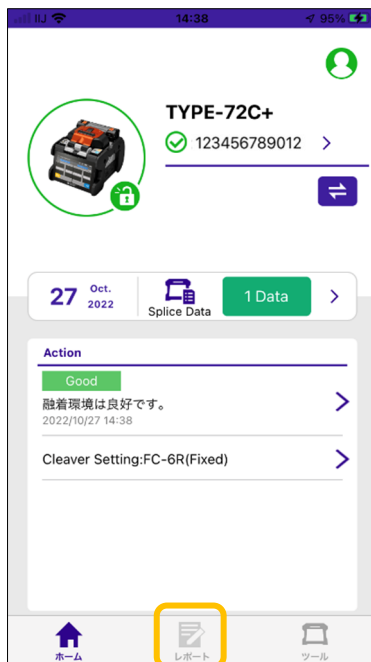 IIJ 14:38 95%
TYPE-72C+
123456789012
27 Oct. 2022
Splice Data
1 Data
Action
Good
融着環境は良好です。
2022/10/27 14:38
Cleaver Setting:FC-6R(Fixed)
ホーム レポート ツール